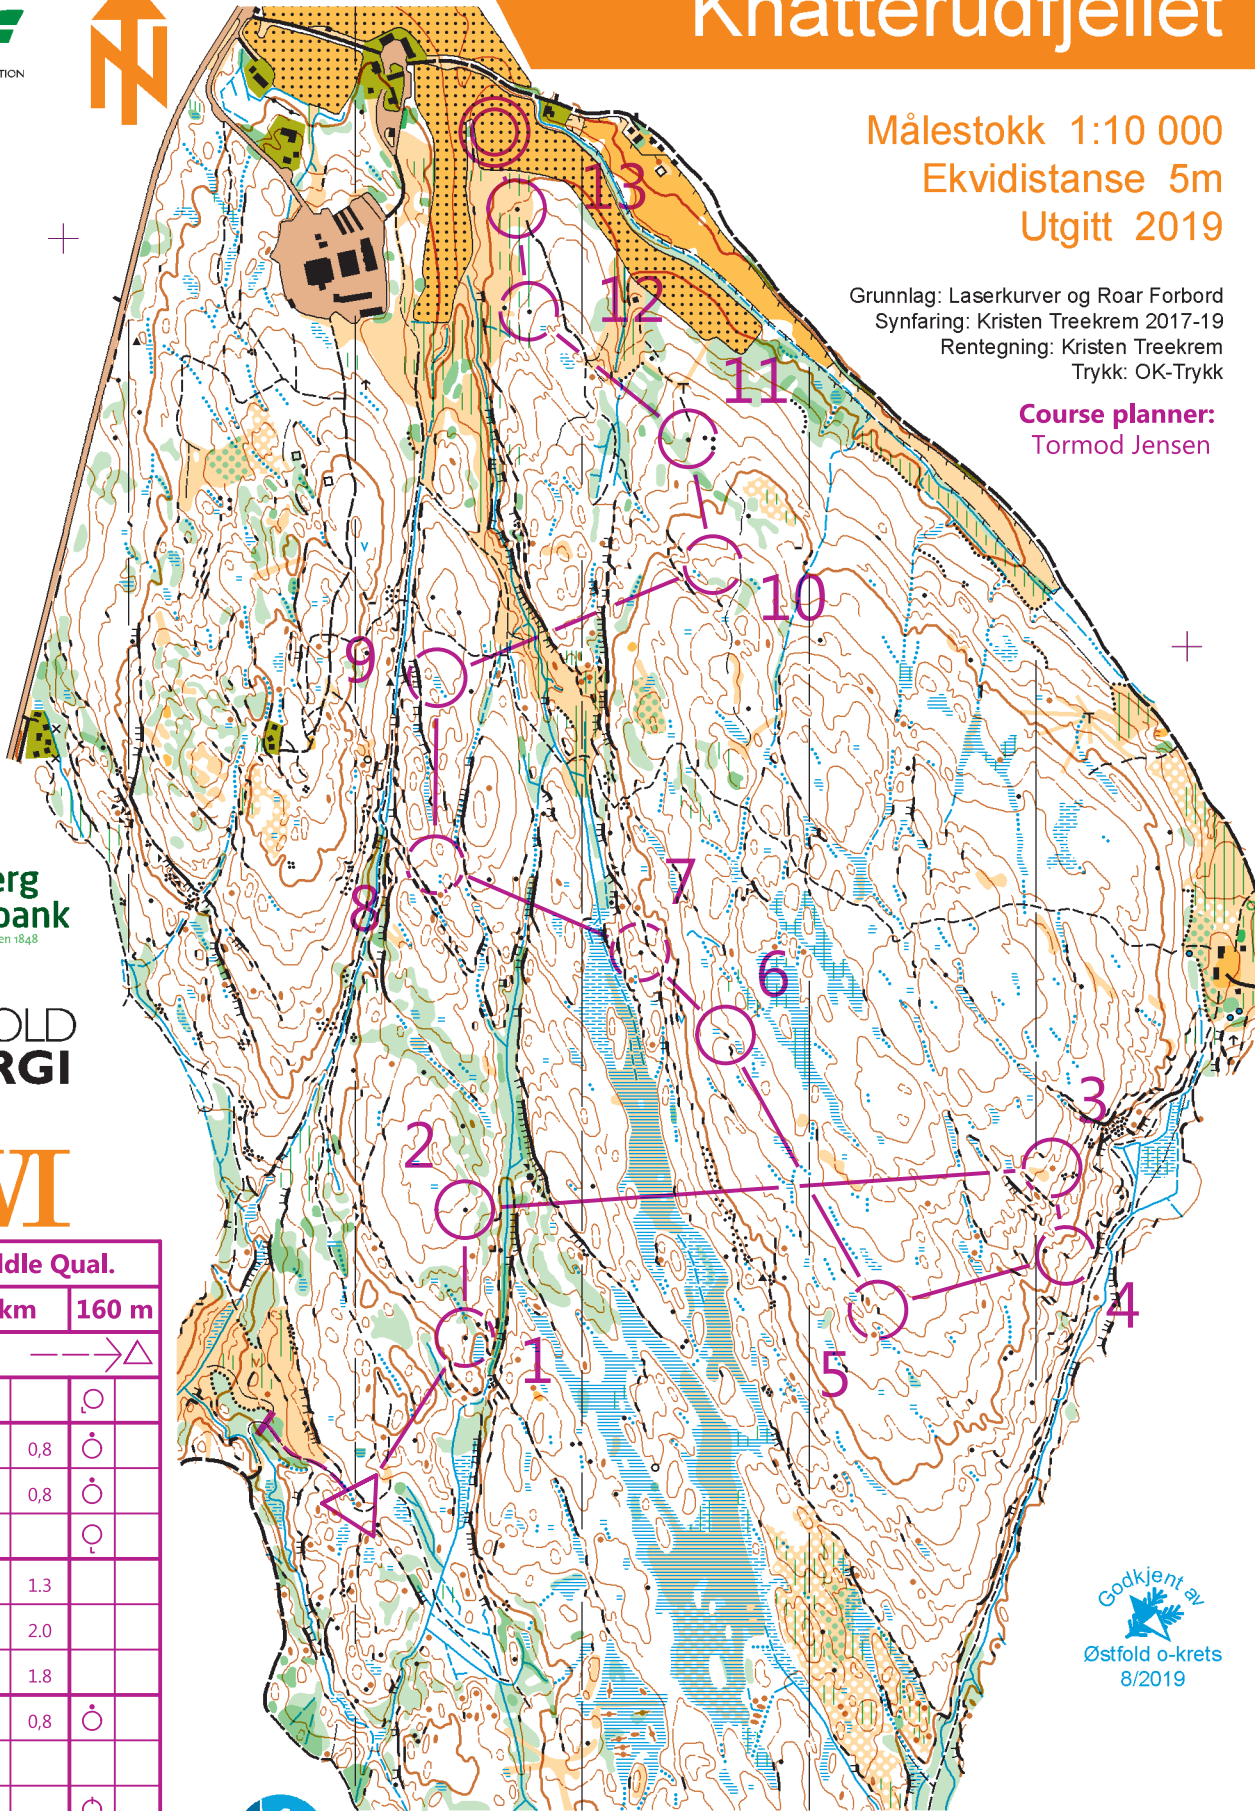 Knatterudfjellet
TION
Målestokk 1:10 000
Ekvidistanse 5m
Utgitt 2019
Grunnlag: Laserkurver og Roar Forbord
Synfaring: Kristen Treekrem 2017-19
Rentegning: Kristen Treekrem
Trykk: OK-Trykk
Course planner:
Tormod Jensen
13
12
11
10
9
8
7
6
3
2
4
1
5
erg
bank
en 1848
OLD
RGI
VI
ddle Qual.
km 160 m
0,8
0,8
1.3
2.0
1.8
0,8
Godkjent av
Østfold o-krets
8/2019